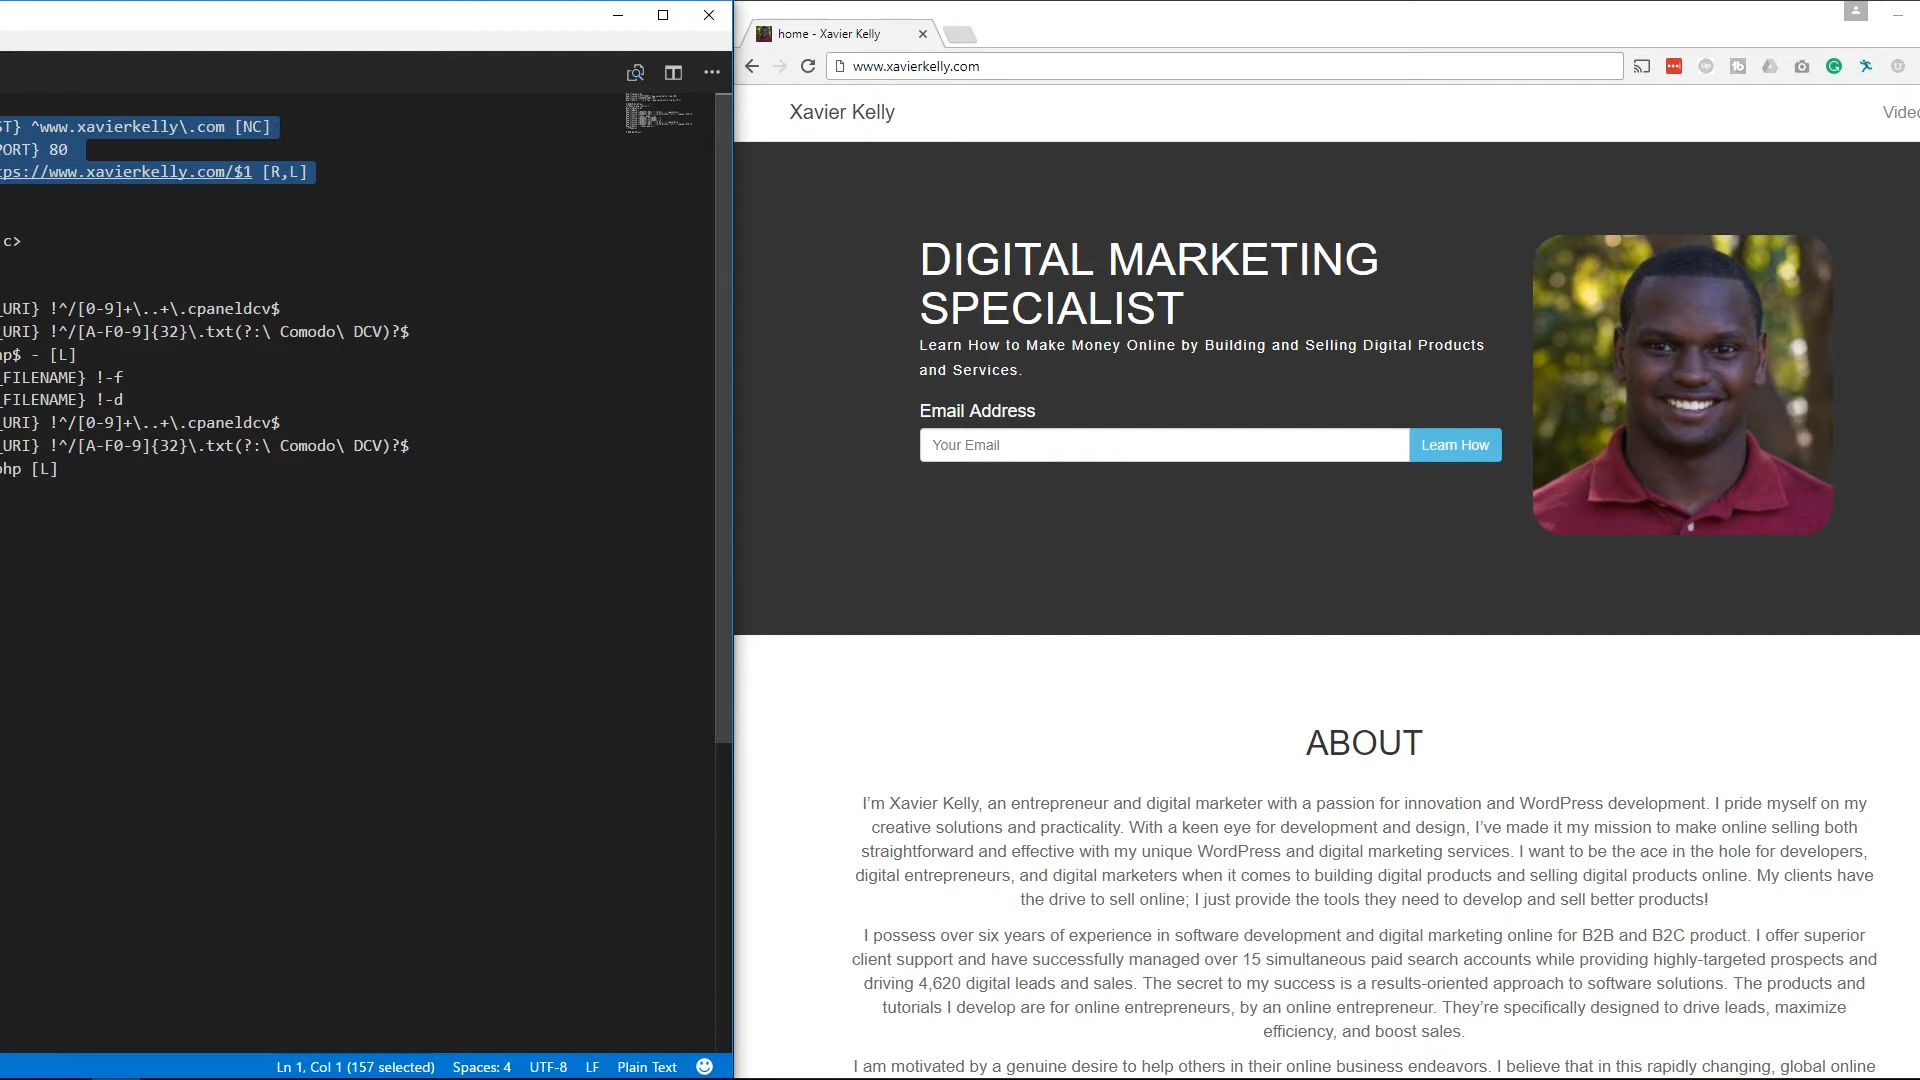 ST} ^www.xavierkelly\.com [NC]
PORT} 80
tps://www.xavierkelly.com/$1 [R,L]
c>
_URI} !^/[0-9]+\..+\.cpaneldcv$
_URI} !^/[A-F0-9]{32}\.txt(?:\ Comodo\ DCV)?$
hp$ - [L]
_FILENAME} !-f
_FILENAME} !-d
_URI} !^/[0-9]+\..+\.cpaneldcv$
_URI} !^/[A-F0-9]{32}\.txt(?:\ Comodo\ DCV)?$
php [L]
Ln 1, Col 1 (157 selected) Spaces: 4 UTF-8 LF Plain Text
home - Xavier Kelly
www.xavierkelly.com
Xavier Kelly
Video
DIGITAL MARKETING
SPECIALIST
Learn How to Make Money Online by Building and Selling Digital Products
and Services.
Email Address
Your Email
Learn How
ABOUT
I'm Xavier Kelly, an entrepreneur and digital marketer with a passion for innovation and WordPress development. I pride myself on my
creative solutions and practicality. With a keen eye for development and design, I've made it my mission to make online selling both
straightforward and effective with my unique WordPress and digital marketing services. I want to be the ace in the hole for developers,
digital entrepreneurs, and digital marketers when it comes to building digital products and selling digital products online. My clients have
the drive to sell online; I just provide the tools they need to develop and sell better products!
I possess over six years of experience in software development and digital marketing online for B2B and B2C product. I offer superior
client support and have successfully managed over 15 simultaneous paid search accounts while providing highly-targeted prospects and
driving 4,620 digital leads and sales. The secret to my success is a results-oriented approach to software solutions. The products and
tutorials I develop are for online entrepreneurs, by an online entrepreneur. They're specifically designed to drive leads, maximize
efficiency, and boost sales.
I am motivated by a genuine desire to help others in their online business endeavors. I believe that in this rapidly changing, global online